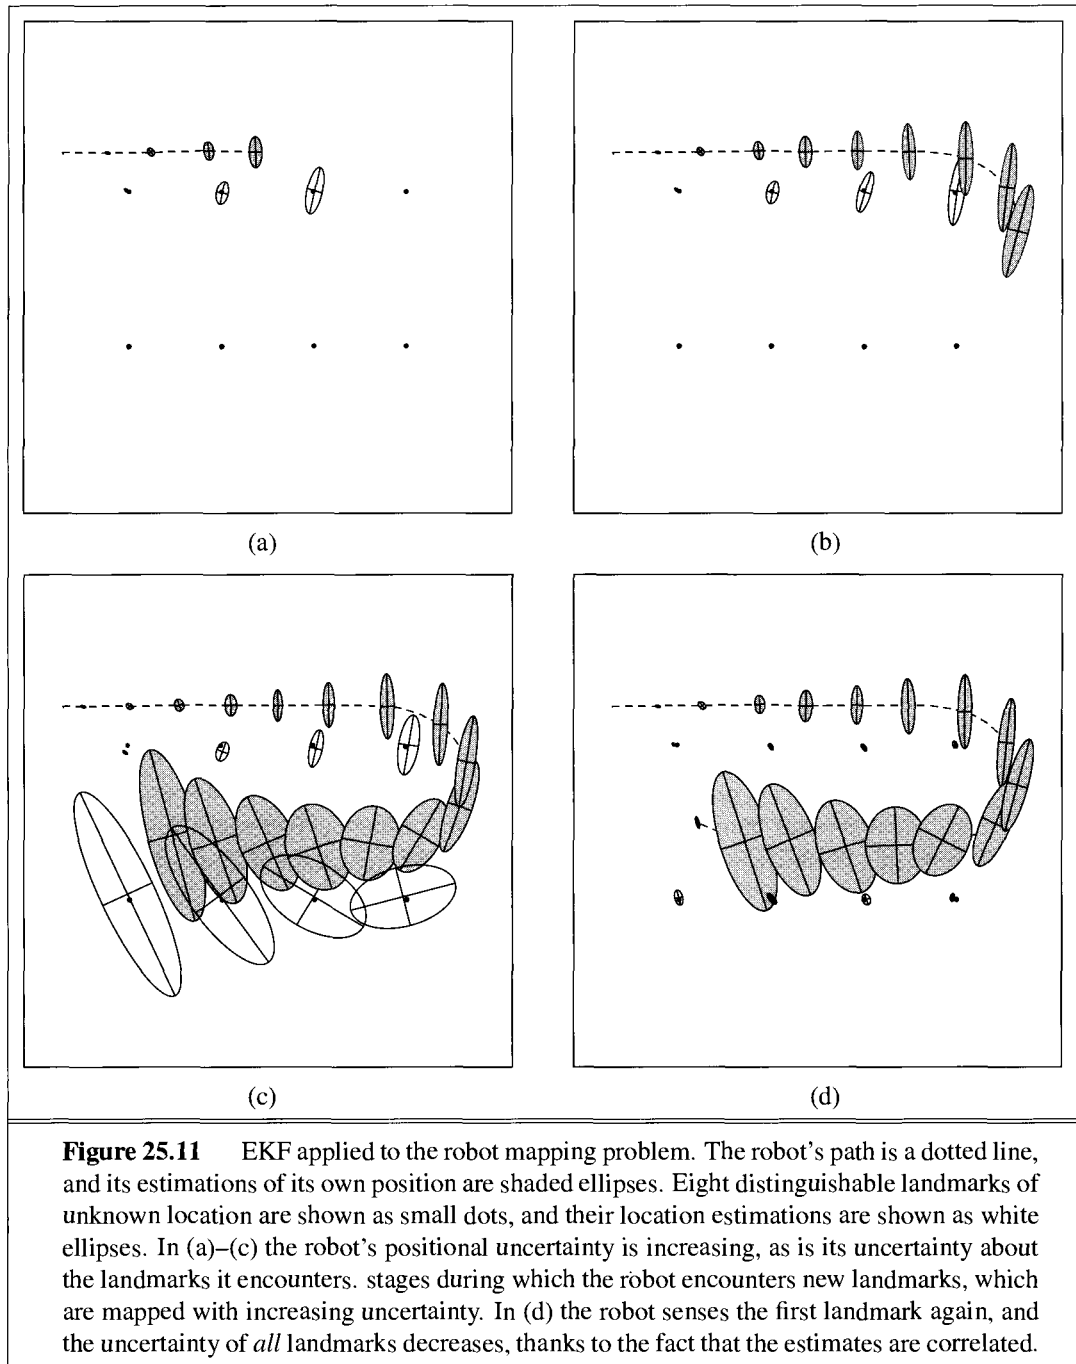 (a)
(b)
(c)
(d)
Figure 25.11 EKF applied to the robot mapping problem. The robot's path is a dotted line,
and its estimations of its own position are shaded ellipses. Eight distinguishable landmarks of
unknown location are shown as small dots, and their location estimations are shown as white
ellipses. In (a)–(c) the robot's positional uncertainty is increasing, as is its uncertainty about
the landmarks it encounters. stages during which the robot encounters new landmarks, which
are mapped with increasing uncertainty. In (d) the robot senses the first landmark again, and
the uncertainty of all landmarks decreases, thanks to the fact that the estimates are correlated.